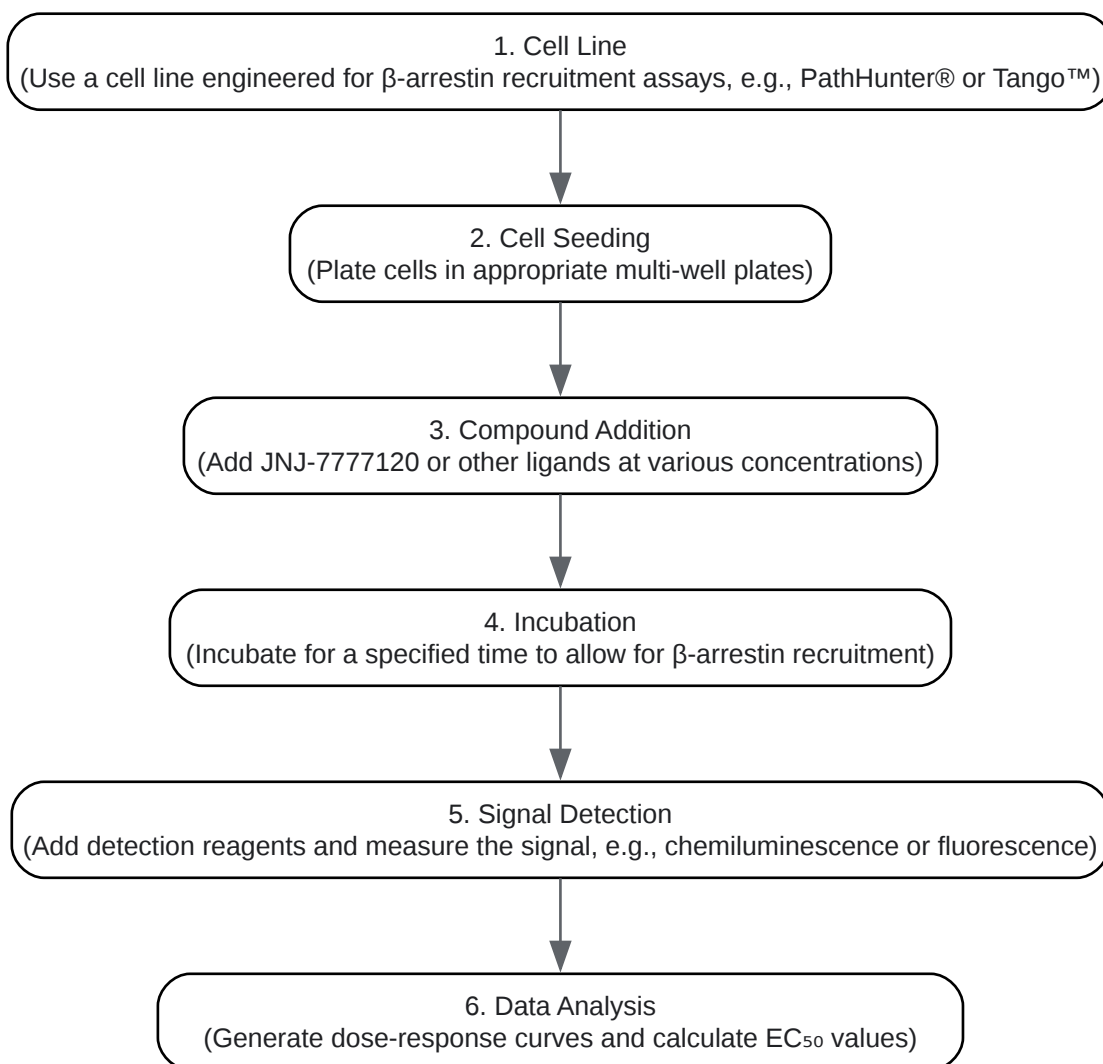 1. Cell Line
(Use a cell line engineered for β-arrestin recruitment assays, e.g., PathHunter® or Tango™)
2. Cell Seeding
(Plate cells in appropriate multi-well plates)
3. Compound Addition
(Add JNJ-7777120 or other ligands at various concentrations)
4. Incubation
(Incubate for a specified time to allow for β-arrestin recruitment)
5. Signal Detection
(Add detection reagents and measure the signal, e.g., chemiluminescence or fluorescence)
6. Data Analysis
(Generate dose-response curves and calculate EC₅₀ values)